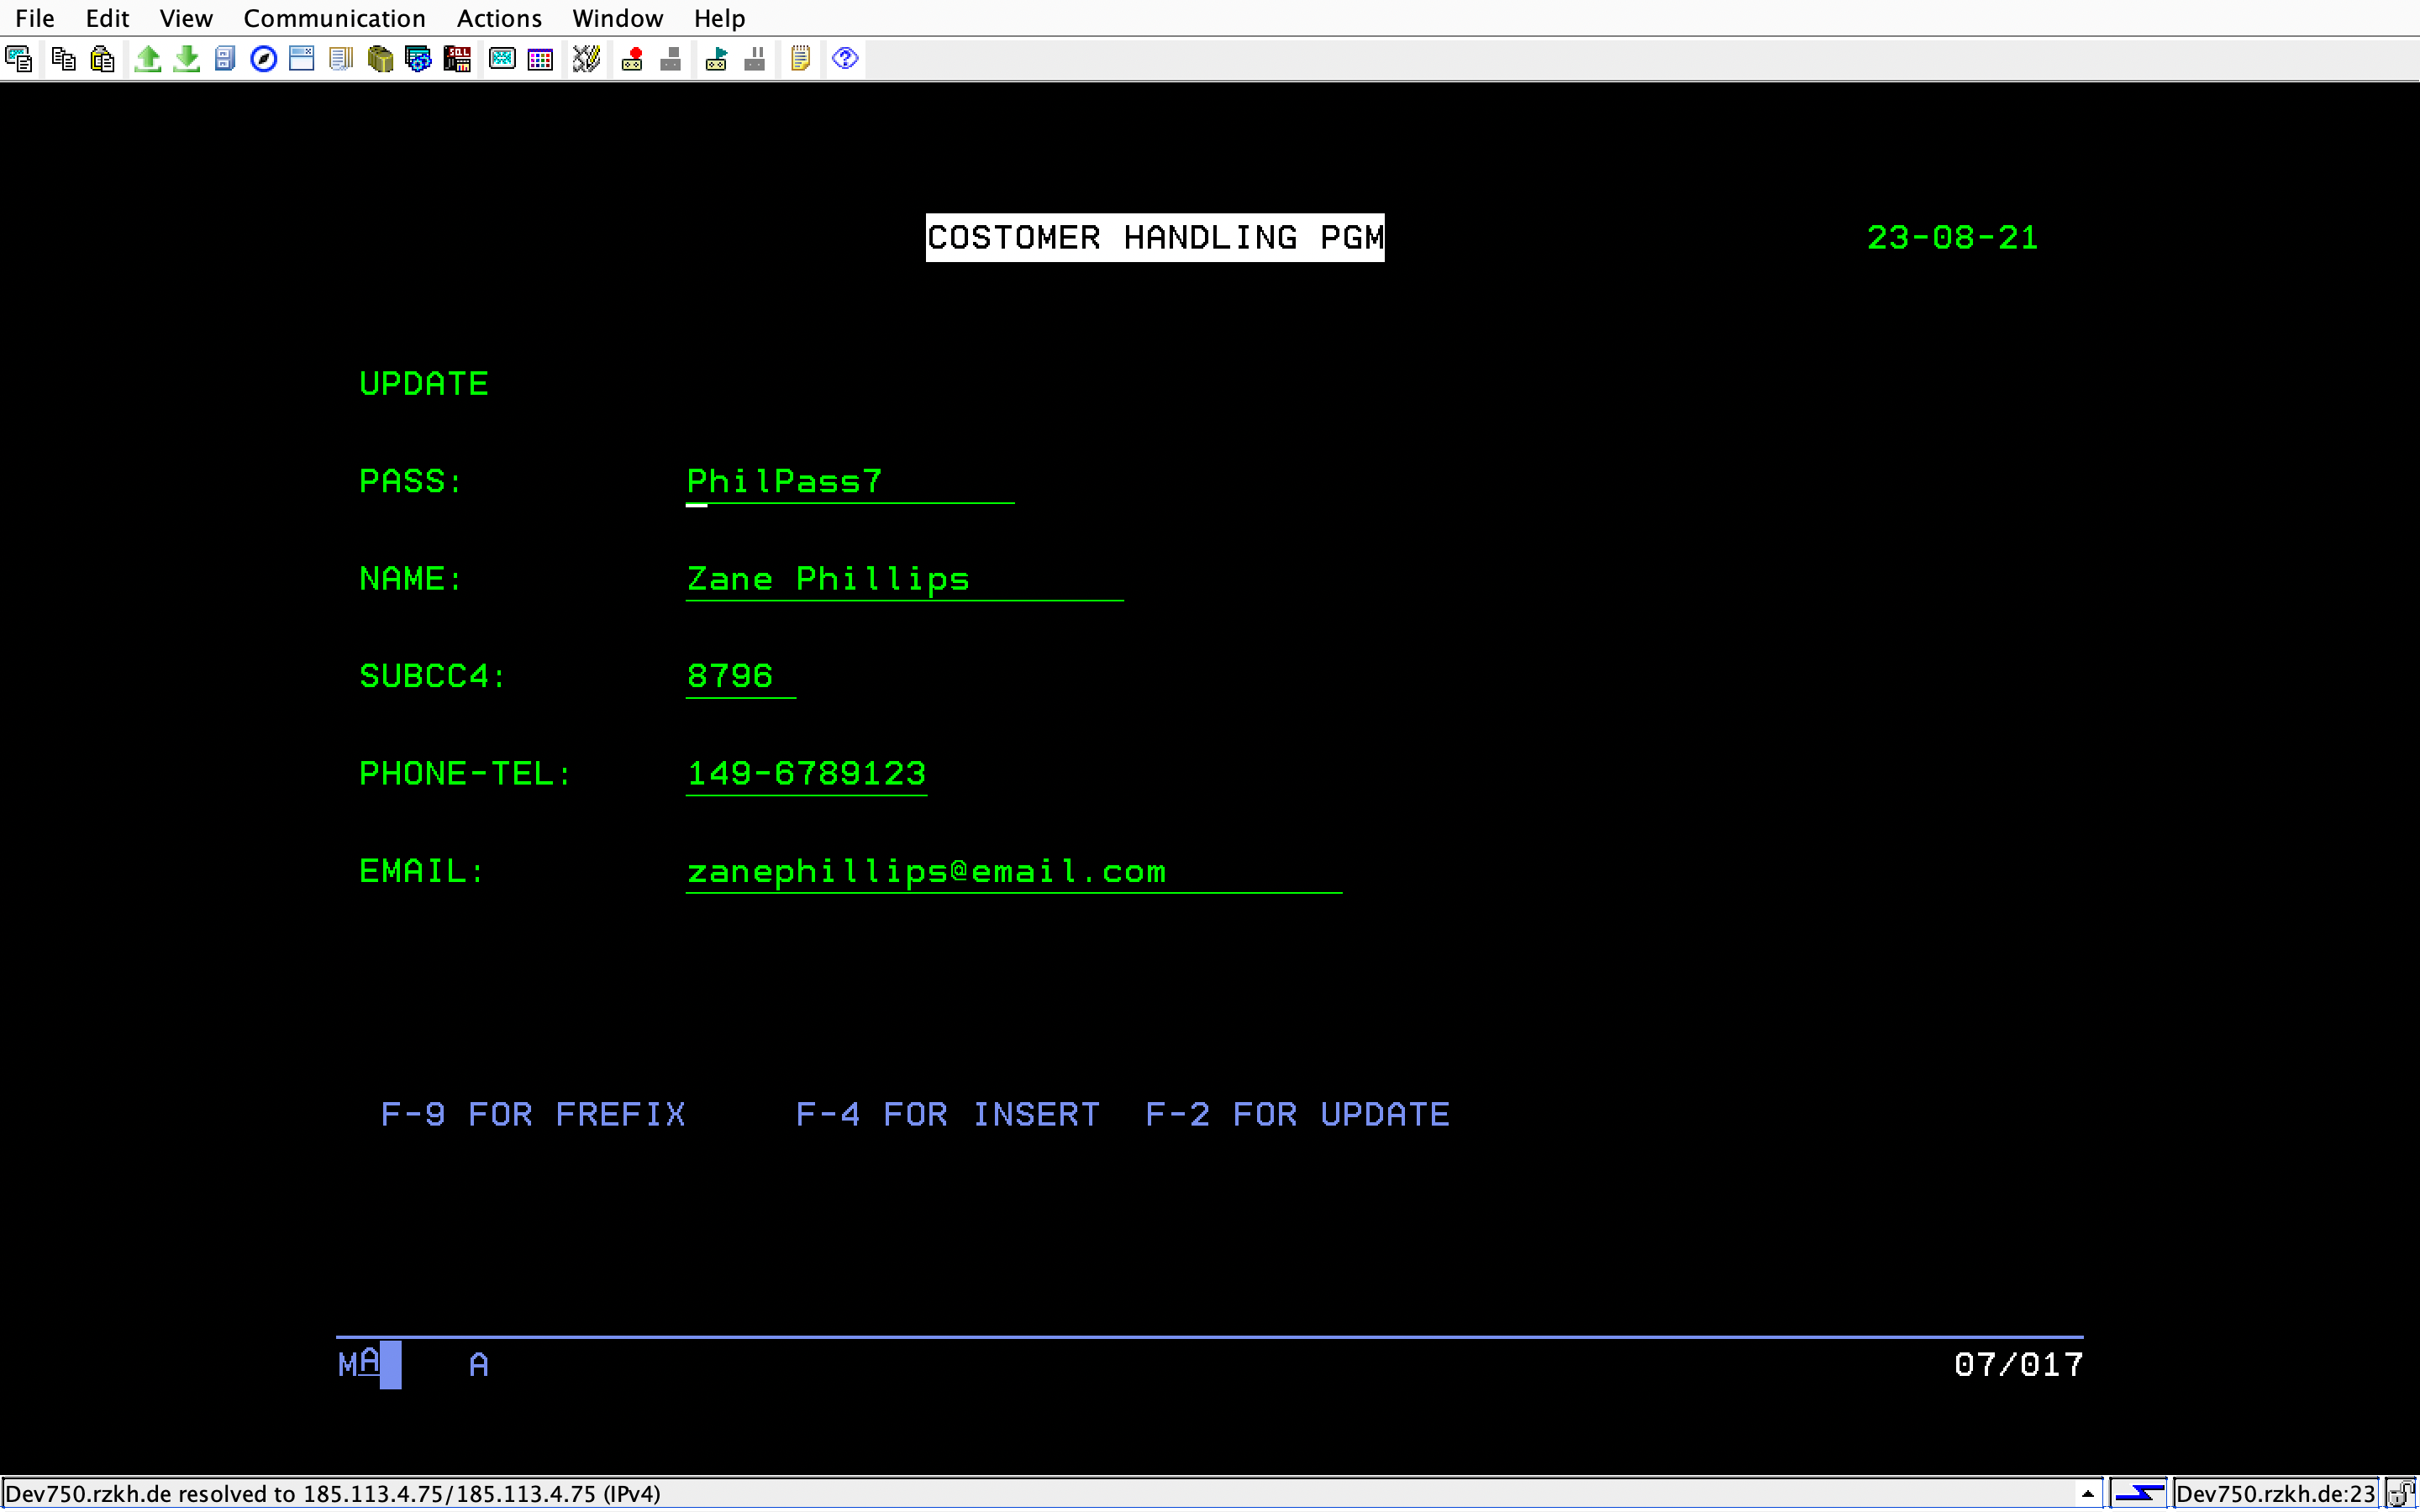 File Edit View Communication Actions Window Help
COSTOMER HANDLING PGM 23-08-21
UPDATE
PASS: PhilPass7
NAME: Zane Phillips
SUBCC4: 8796
PHONE-TEL: 149-6789123
EMAIL: zanephillips@email.com
F-9 FOR FREFIX F-4 FOR INSERT F-2 FOR UPDATE
MA A 07/017
Dev750.rzkh.de resolved to 185.113.4.75/185.113.4.75 (IPv4) Dev750.rzkh.de:23